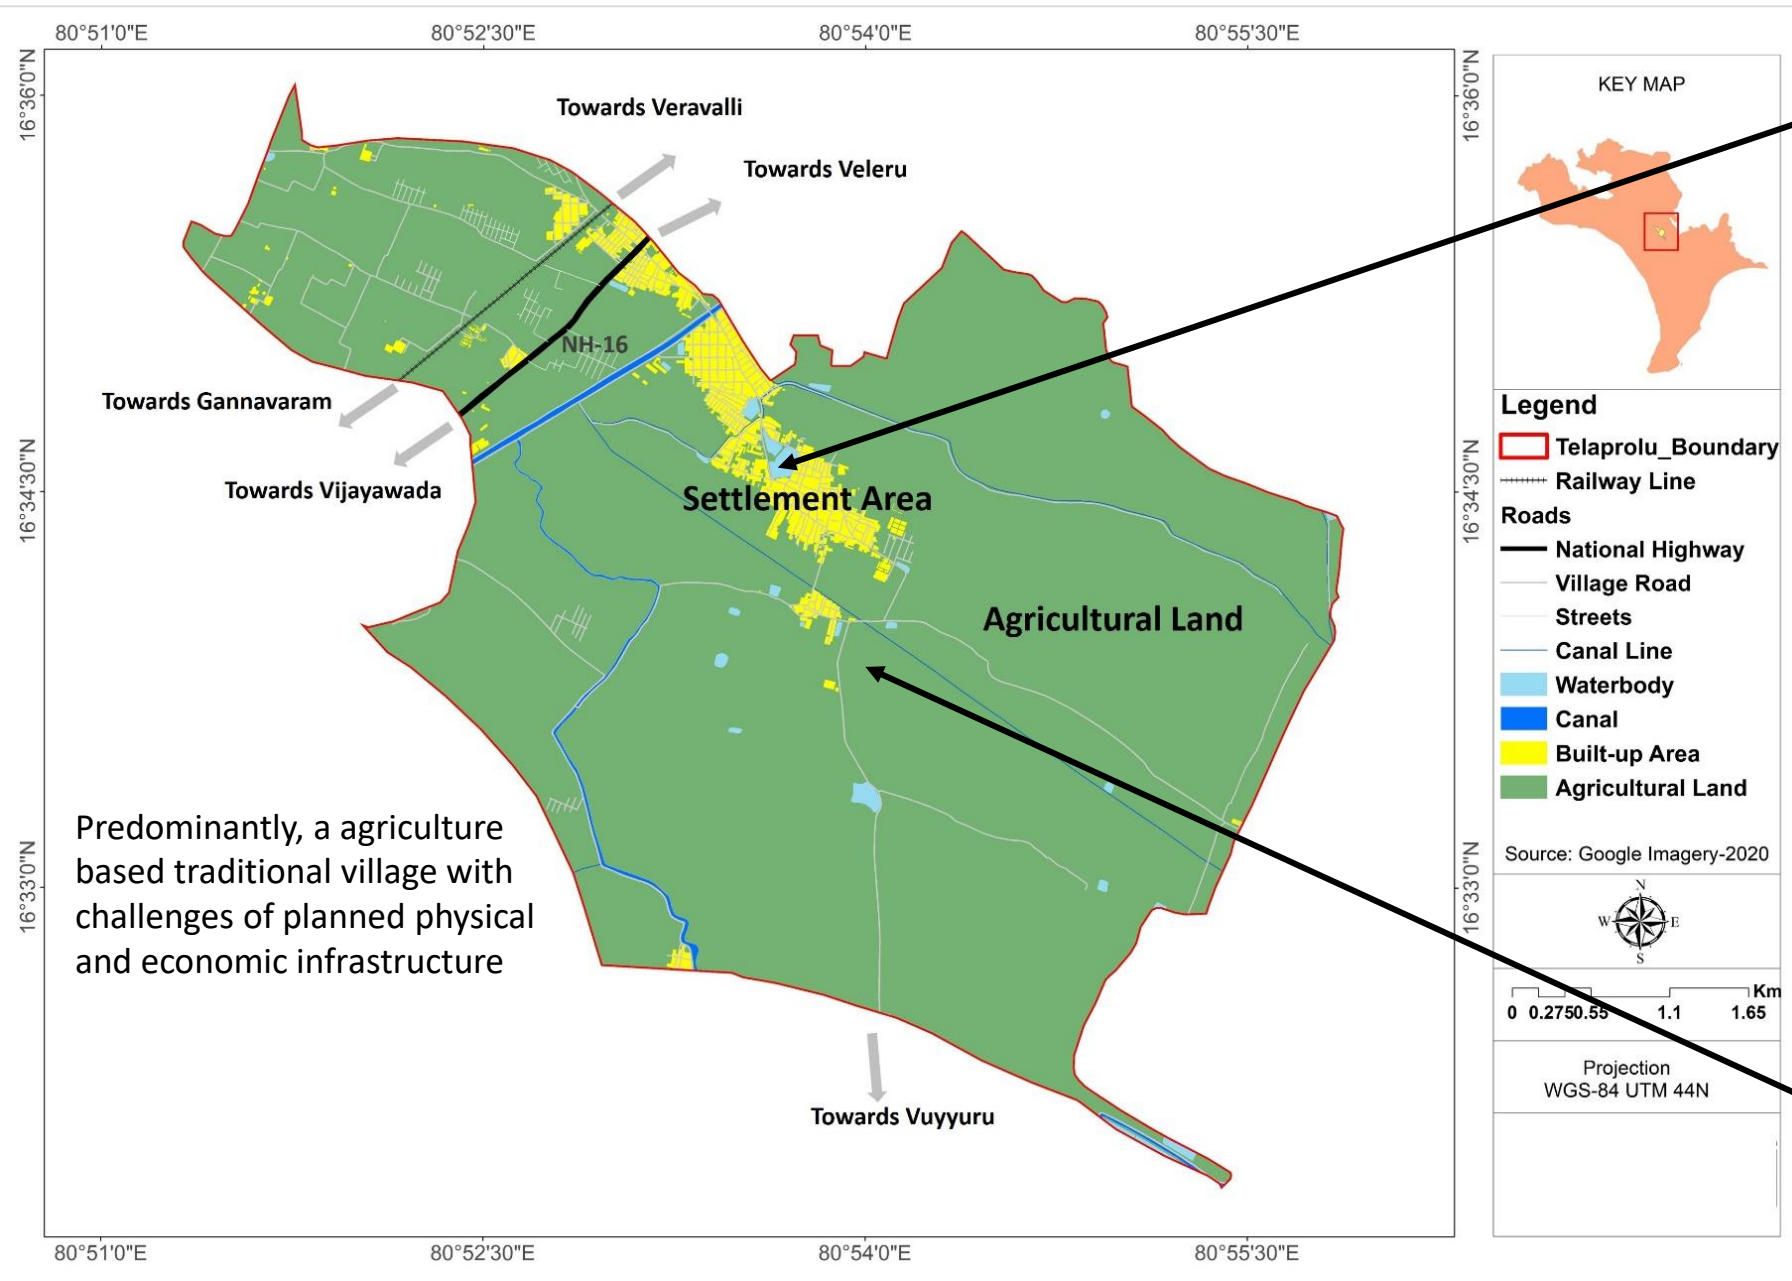 80°51'0"E
80°52'30"E
80°54'0"E
80°55'30"E
16°36'0"N
16°34'30"N
16°33'0"N
Towards Veravalli
Towards Veleru
NH-16
Towards Gannavaram
Towards Vijayawada
Settlement Area
Agricultural Land
Predominantly, a agriculture
based traditional village with
challenges of planned physical
and economic infrastructure
Towards Vuyyuru
80°51'0"E
80°52'30"E
80°54'0"E
80°55'30"E
16°36'0"N
16°34'30"N
16°33'0"N
KEY MAP
Legend
Telaprolu_Boundary
Railway Line
Roads
National Highway
Village Road
Streets
Canal Line
Waterbody
Canal
Built-up Area
Agricultural Land
Source: Google Imagery-2020
N
W E
S
Km
0 0.275 0.55 1.1 1.65
Projection
WGS-84 UTM 44N